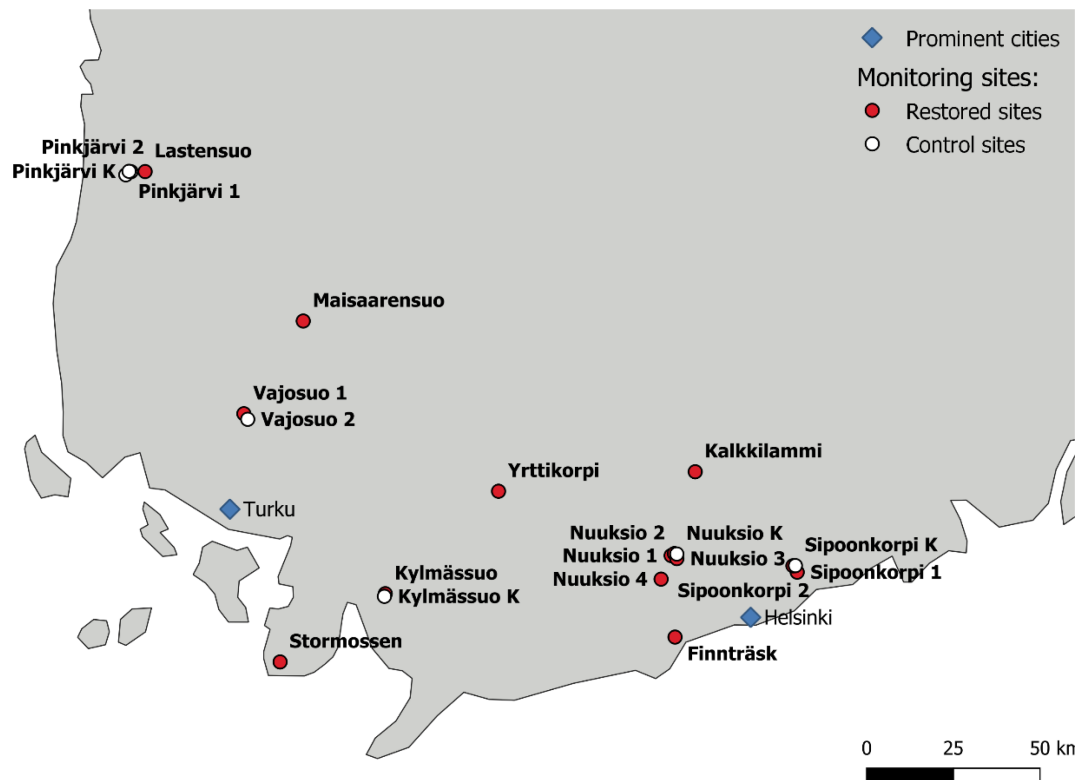 Prominent cities
Monitoring sites:
Restored sites
Control sites
Pinkjärvi 2
Lastensuo
Pinkjärvi K
Pinkjärvi 1
Maisaarensuo
Vajosuo 1
Vajosuo 2
Kalkkilammi
Yrttikorpi
Turku
Nuuksio 2
Nuuksio K
Nuuksio 1
Nuuksio 3
Sipoonkorpi K
Sipoonkorpi 1
Nuuksio 4
Sipoonkorpi 2
Kylmässuo
Kylmässuo K
Helsinki
Stormossen
Finnträsk
0 25 50 km